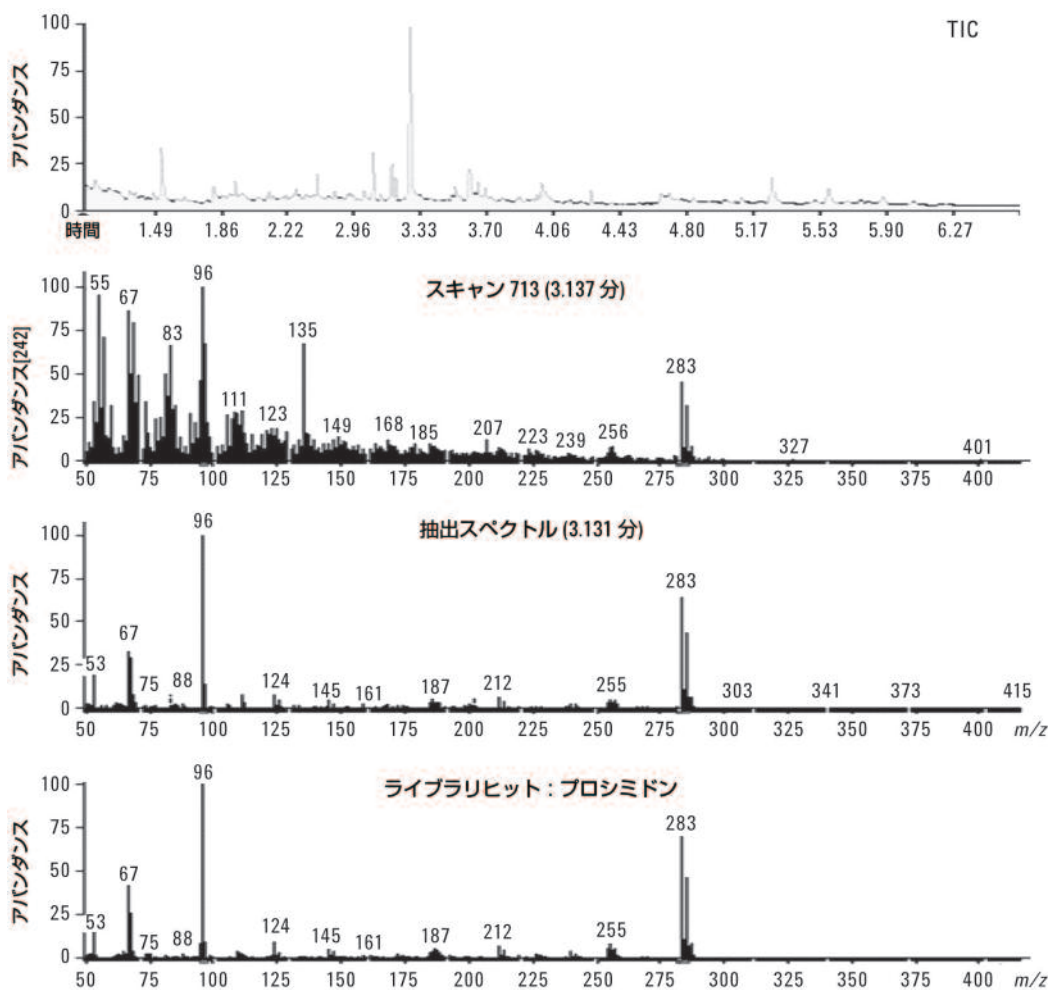 TIC
アバンダンス
100
75
50
25
0
時間 1.49 1.86 2.22 2.96 3.33 3.70 4.06 4.43 4.80 5.17 5.53 5.90 6.27
スキャン 713 (3.137 分)
アバンダンス[242]
100
75
50
25
0
55 67 83 96 111 123 135 149 168 185 207 223 239 256 283 327 401
50 75 100 125 150 175 200 225 250 275 300 325 350 375 400
抽出スペクトル (3.131 分)
アバンダンス
100
75
50
25
0
53 67 75 88 96 124 145 161 187 212 255 283 303 341 373 415
50 75 100 125 150 175 200 225 250 275 300 325 350 375 400 m/z
ライブラリヒット : プロシミドン
アバンダンス
100
75
50
25
0
53 67 75 88 96 124 145 161 187 212 255 283
50 75 100 125 150 175 200 225 250 275 300 325 350 375 400 m/z